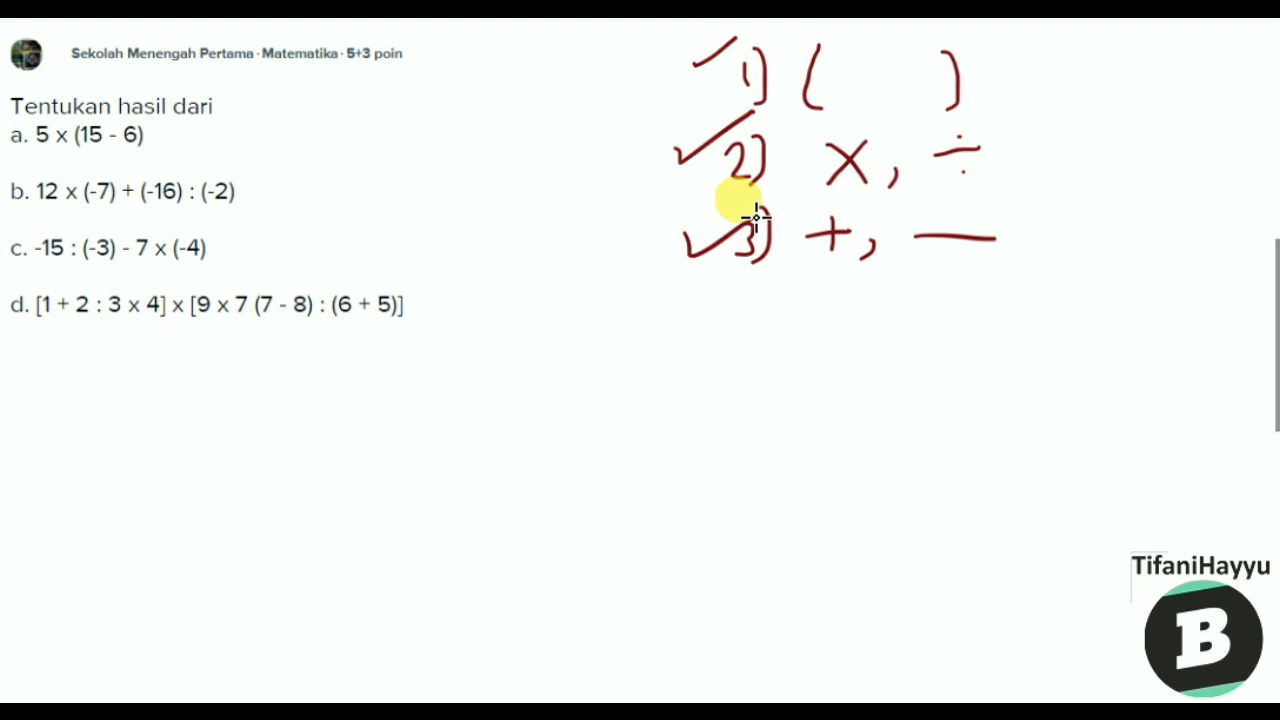 Sekolah Menengah Pertama · Matematika · 5+3 poin
Tentukan hasil dari
a. 5 x (15 - 6)
b. 12 x (-7) + (-16) : (-2)
c. -15 : (-3) - 7 x (-4)
d. [1 + 2 : 3 x 4] x [9 x 7 (7 - 8) : (6 + 5)]
1) ( )
2) x, ÷
3) +, —
TifaniHayyu
B